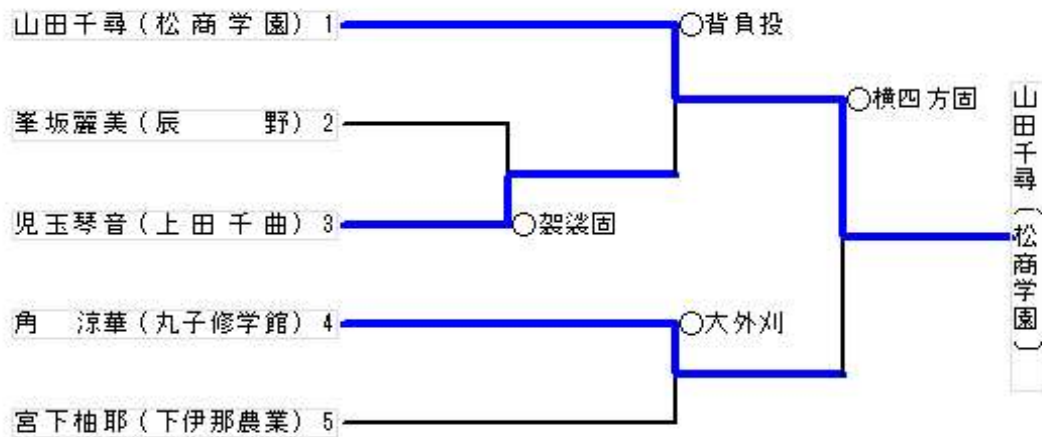 山田千尋(松商学園) 1
○背負投
○横四方固
峯坂麗美(辰 野) 2
児玉琴音(上田千曲) 3
○袈裟固
角 涼華(丸子修学館) 4
○大外刈
宮下柚耶(下伊那農業) 5
山田千尋(松商学園)